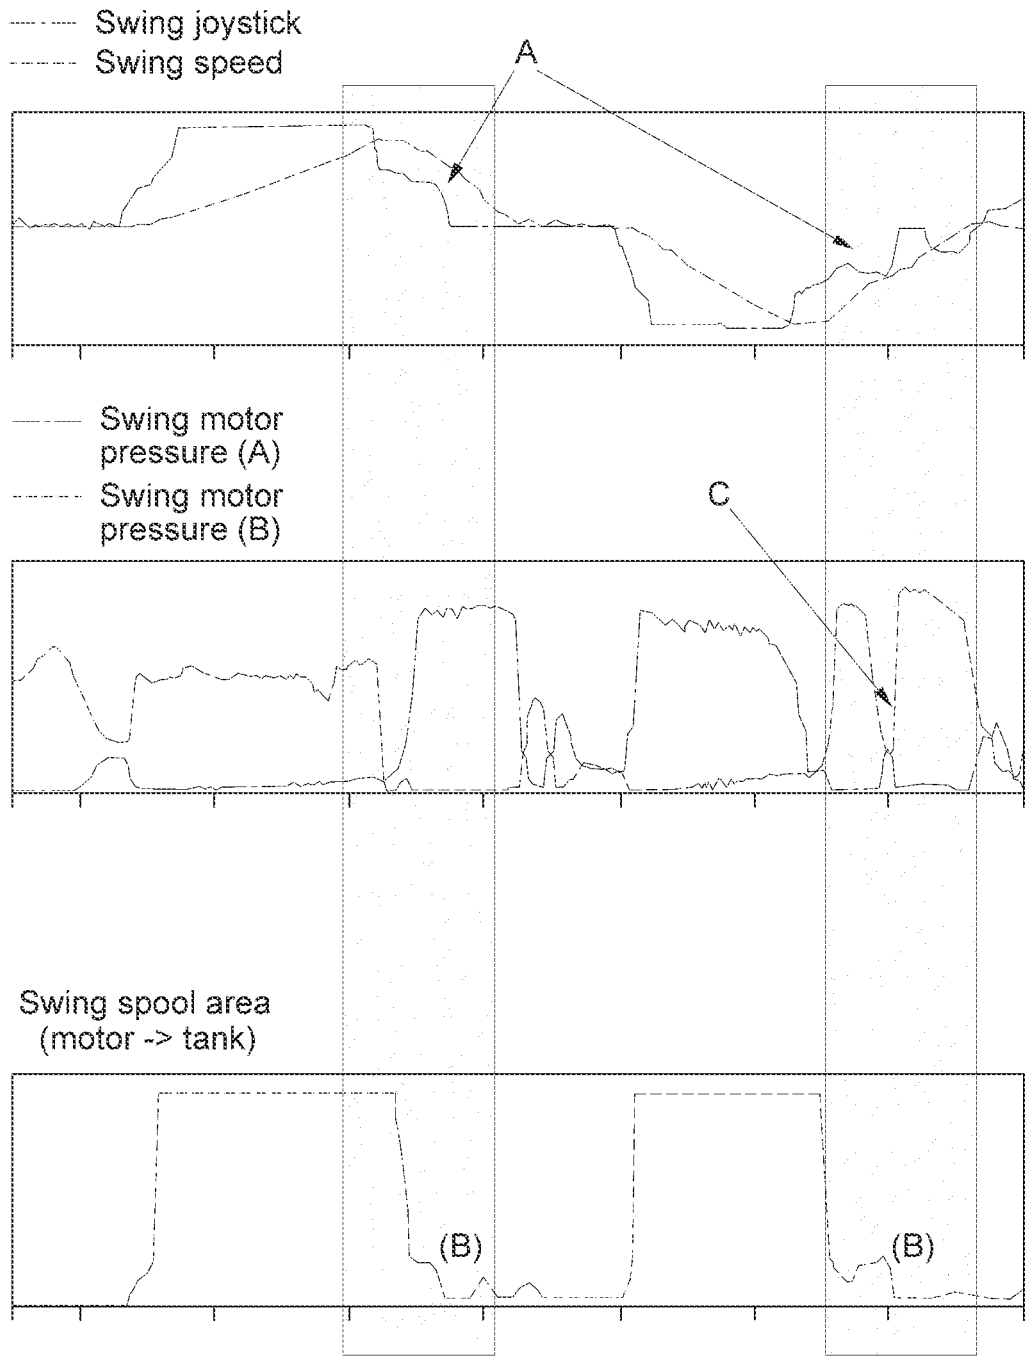 Swing joystick
Swing speed
A
Swing motor
pressure (A)
Swing motor
pressure (B)
C
Swing spool area
(motor -> tank)
(B)
(B)